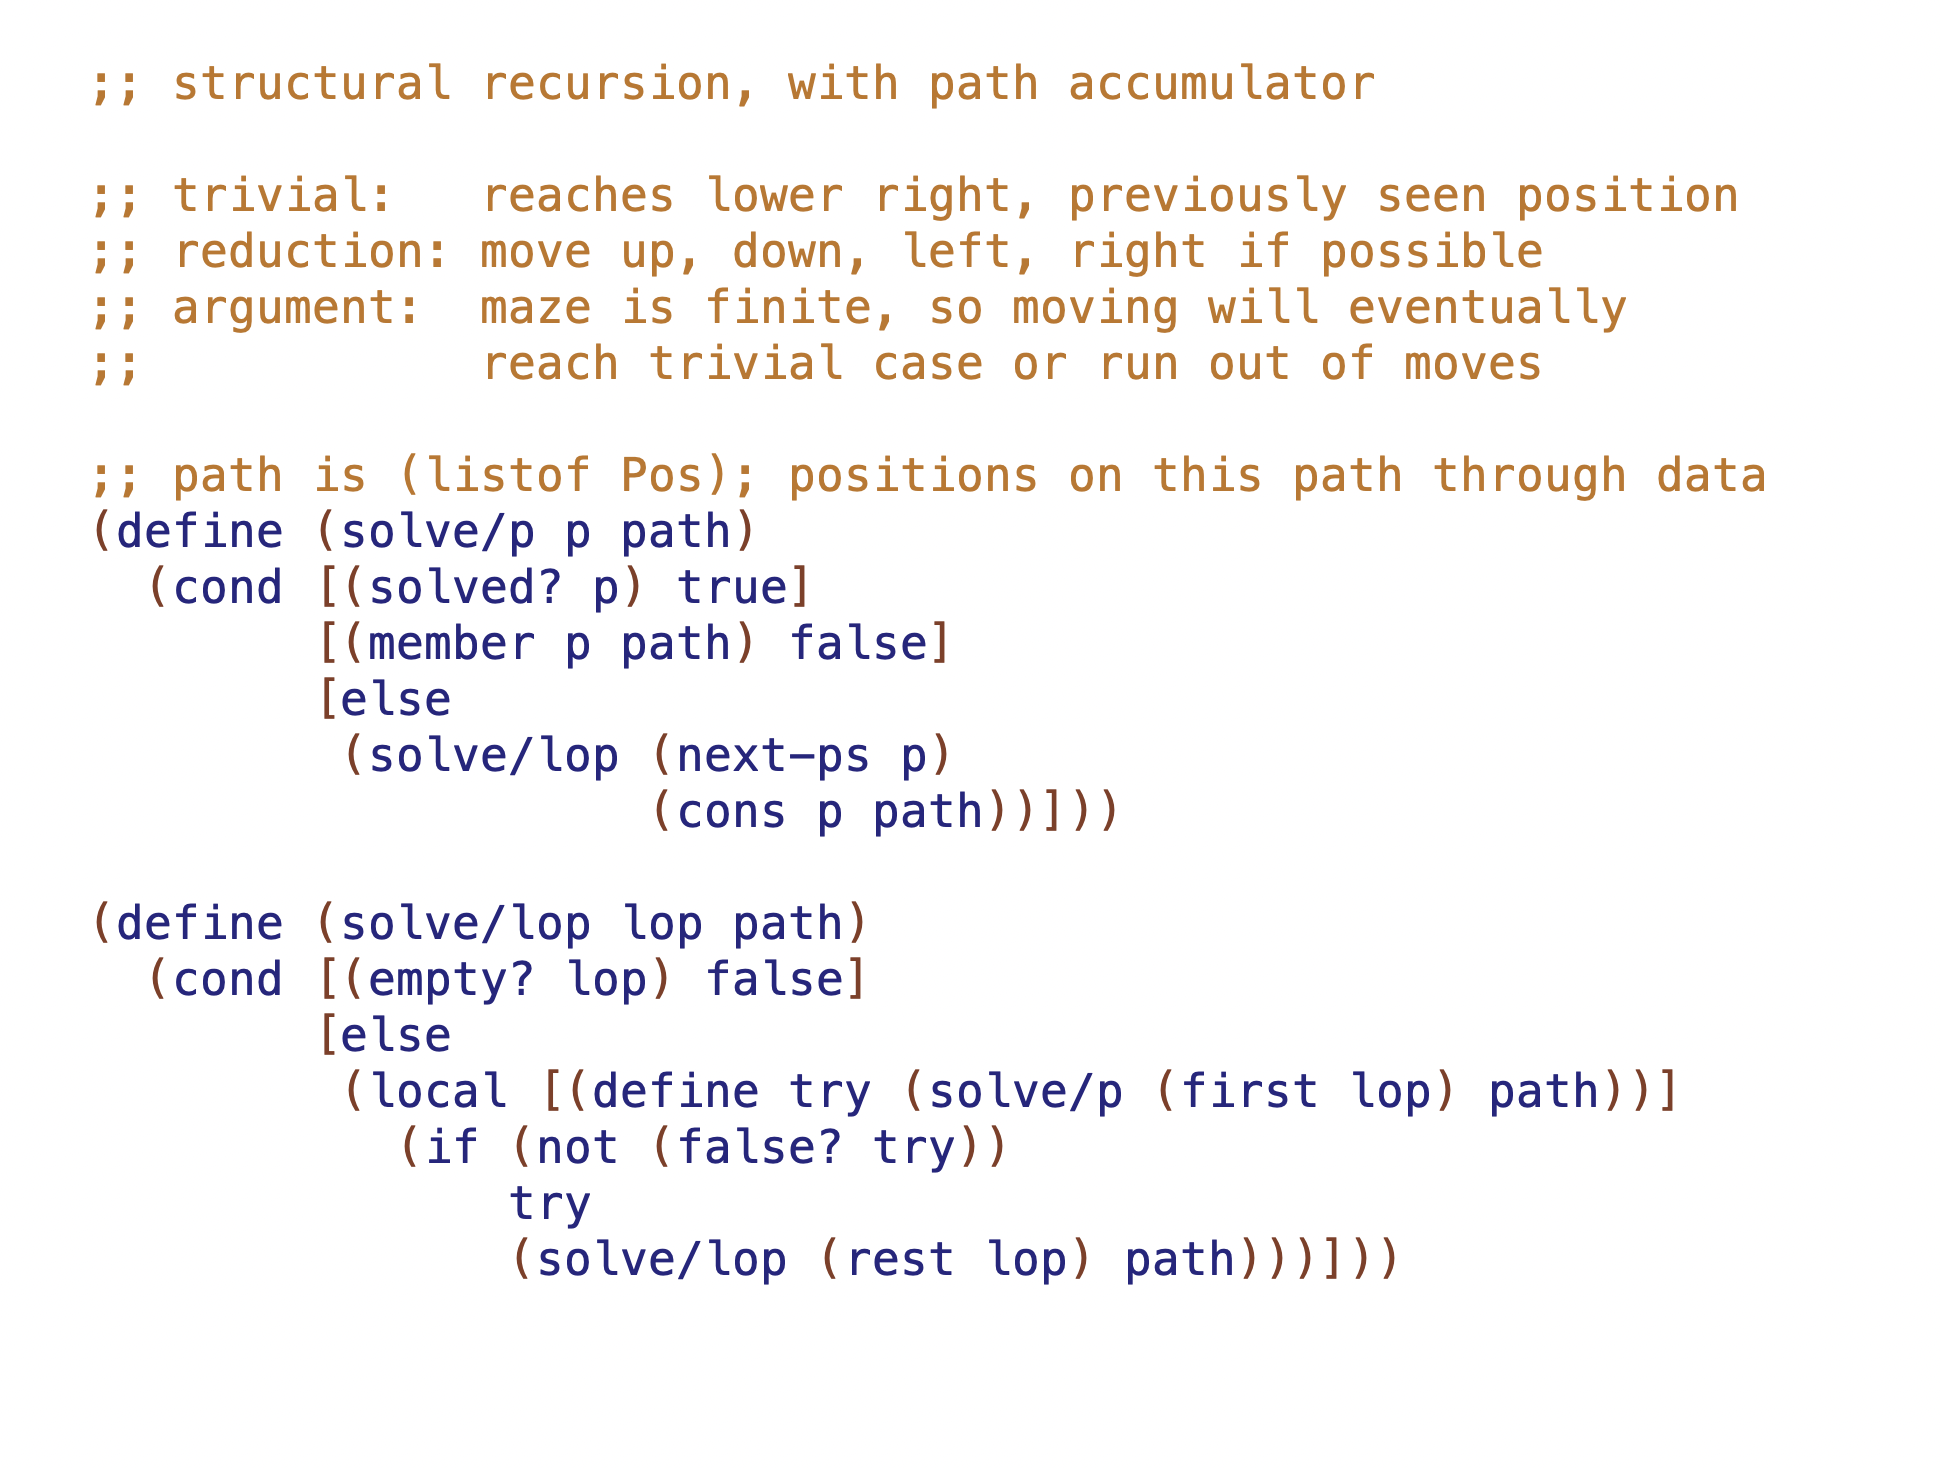 ;; structural recursion, with path accumulator

;; trivial:   reaches lower right, previously seen position
;; reduction: move up, down, left, right if possible
;; argument:  maze is finite, so moving will eventually
;;            reach trivial case or run out of moves

;; path is (listof Pos); positions on this path through data
(define (solve/p p path)
  (cond [(solved? p) true]
        [(member p path) false]
        [else
         (solve/lop (next-ps p)
                    (cons p path))]))

(define (solve/lop lop path)
  (cond [(empty? lop) false]
        [else
         (local [(define try (solve/p (first lop) path))]
           (if (not (false? try))
               try
               (solve/lop (rest lop) path)))]))